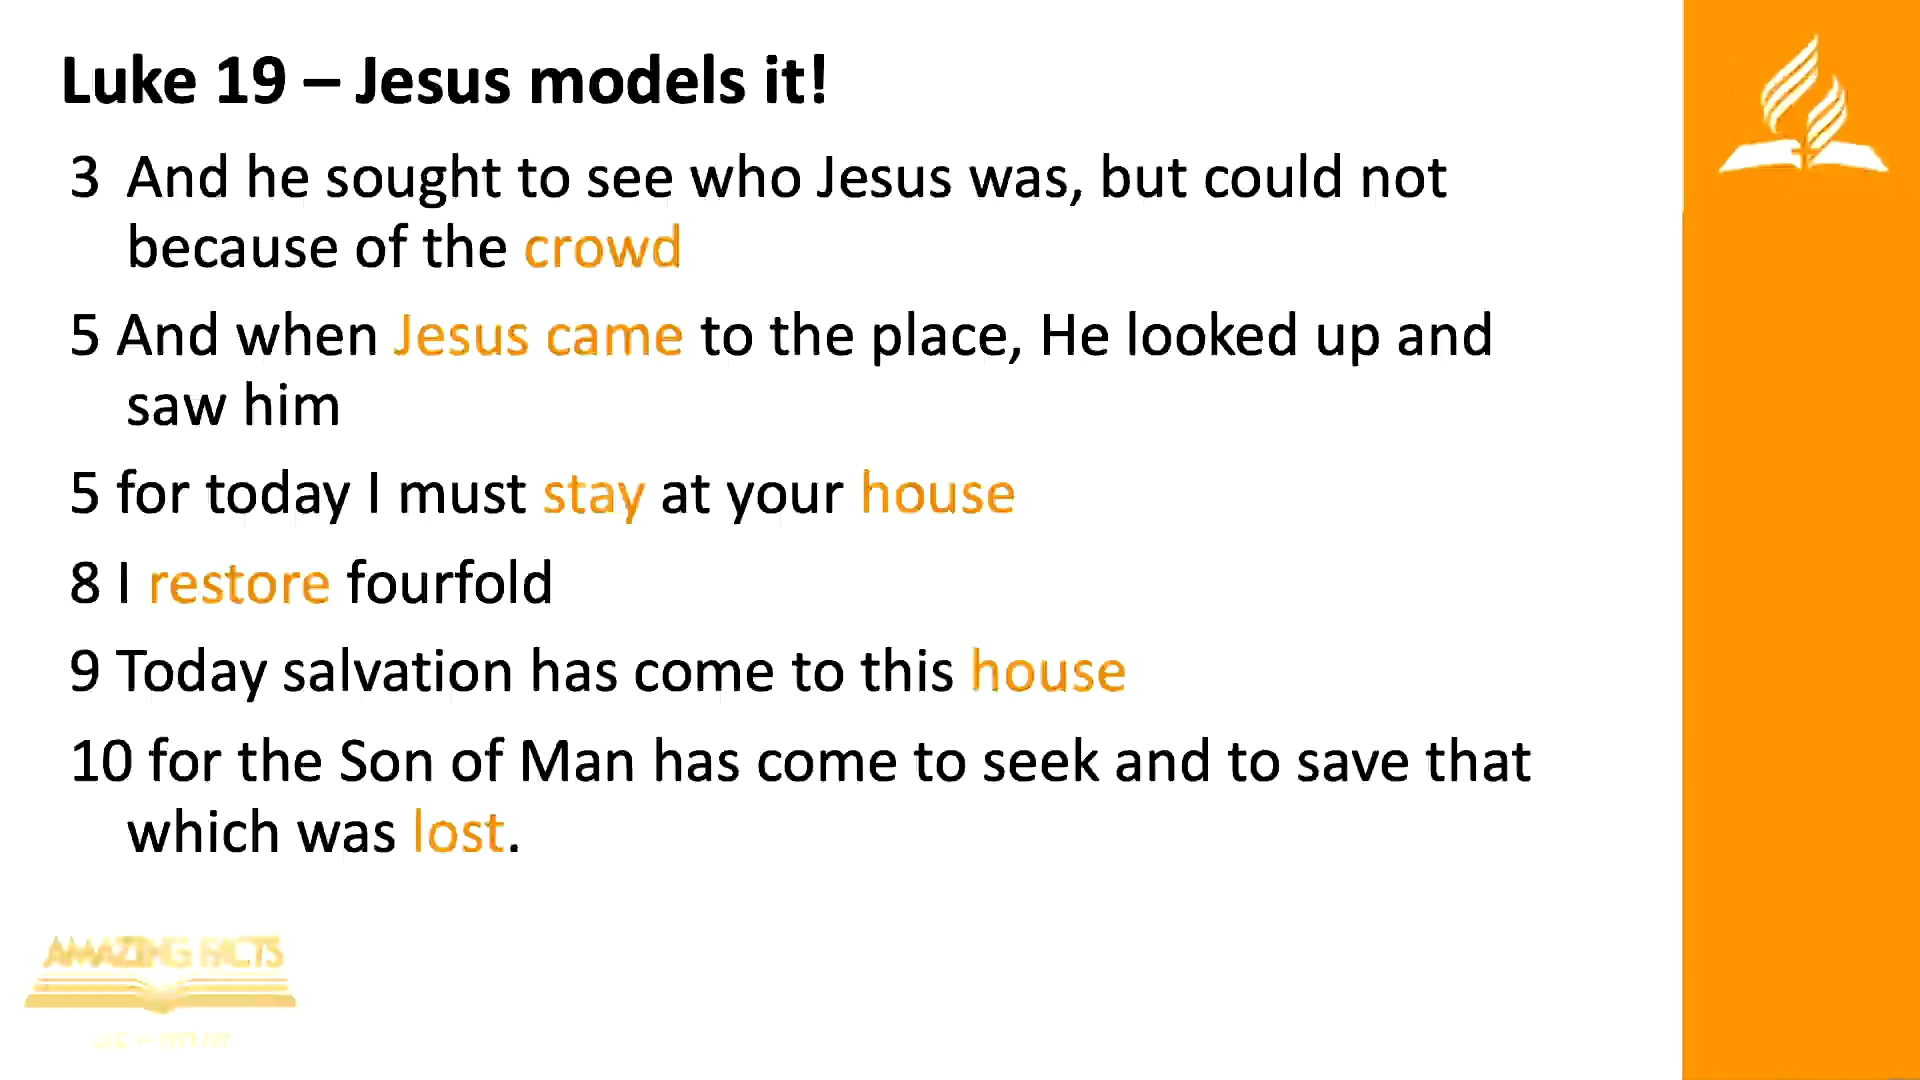 Luke 19 – Jesus models it!
3 And he sought to see who Jesus was, but could not
because of the crowd
5 And when Jesus came to the place, He looked up and
saw him
5 for today I must stay at your house
8 I restore fourfold
9 Today salvation has come to this house
10 for the Son of Man has come to seek and to save that
which was lost.
AMAZING FACTS